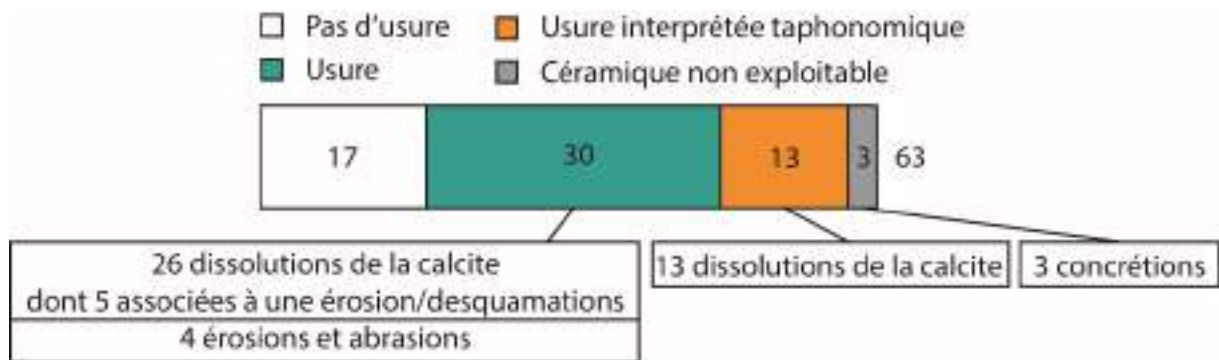 Pas d'usure
Usure interprétée taphonomique
Usure
Céramique non exploitable
17
30
13
3
63
26 dissolutions de la calcite
dont 5 associées à une érosion/desquamations
4 érosions et abrasions
13 dissolutions de la calcite
3 concrétions